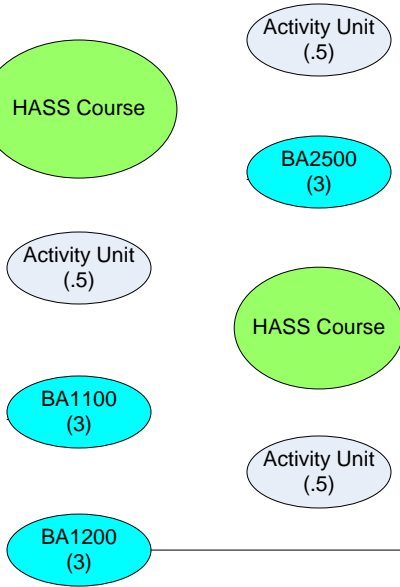 HASS Course
Activity Unit
(.5)
BA1100
(3)
BA1200
(3)
Activity Unit
(.5)
BA2500
(3)
HASS Course
Activity Unit
(.5)